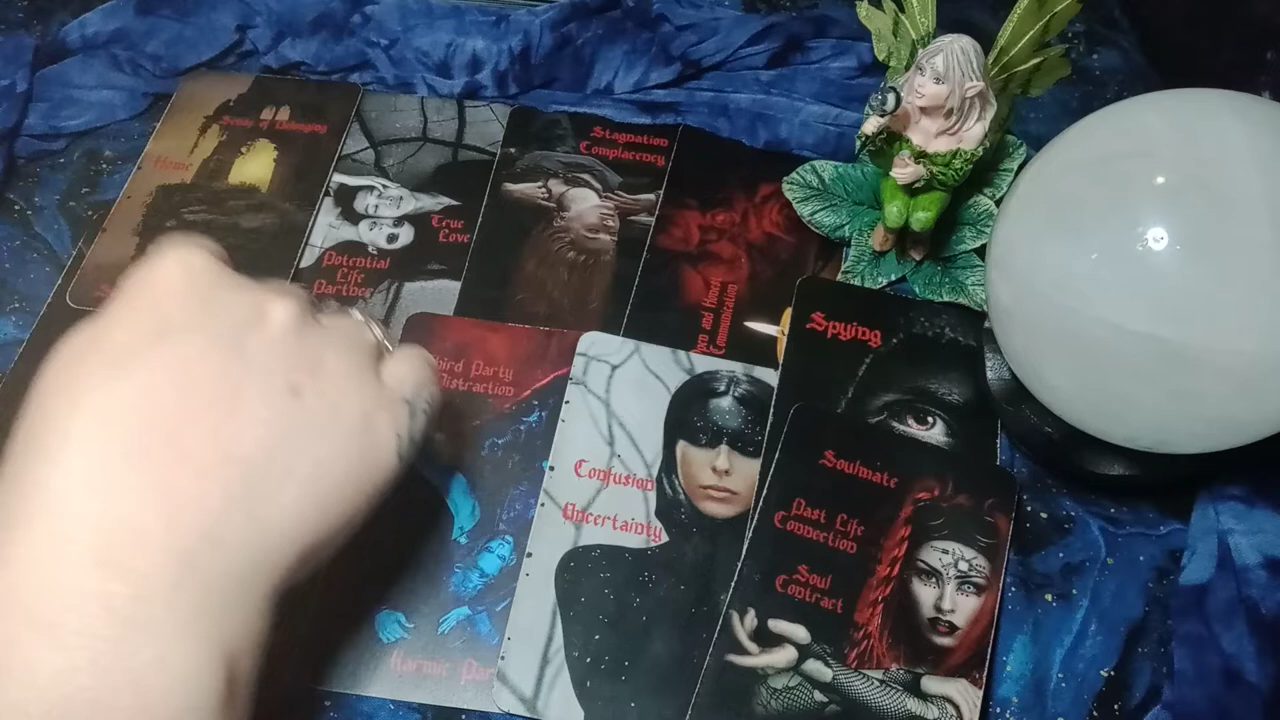 Sense of Belonging
Home
True
Love
Potential
Life
Partner
Stagnation
Complacency
Open and Honest
Communication
Third Party
Distraction
Karmic
Confusion
Uncertainty
Spying
Soulmate
Past Life
Connection
Soul
Contract